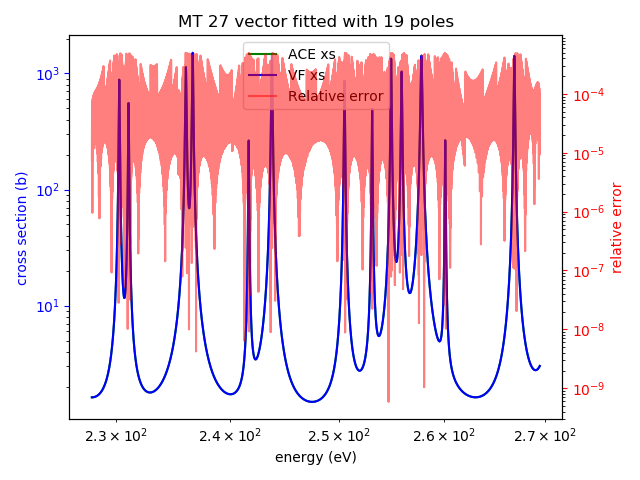 MT 27 vector fitted with 19 poles
ACE xs
VF xs
Relative error
cross section (b)
10³
10²
10¹
relative error
10⁻⁴
10⁻⁵
10⁻⁶
10⁻⁷
10⁻⁸
10⁻⁹
2.3 × 10² 2.4 × 10² 2.5 × 10² 2.6 × 10² 2.7 × 10²
energy (eV)